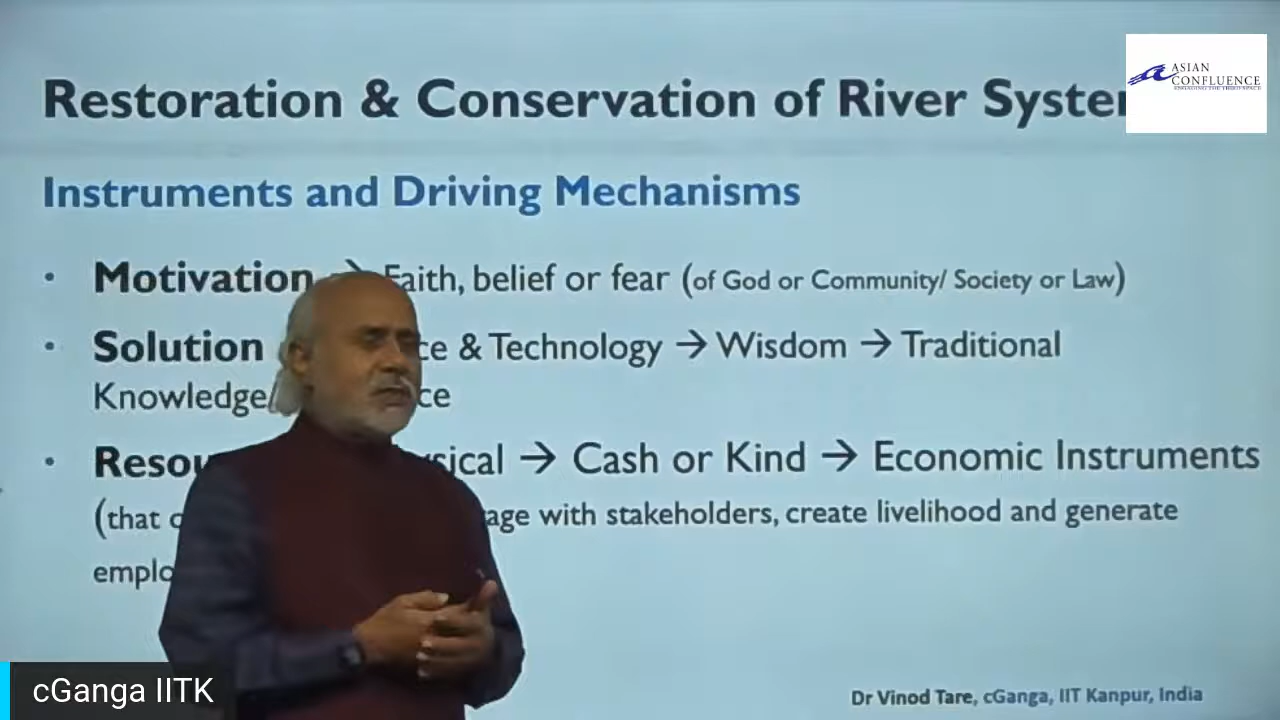 ASIAN
CONFLUENCE
Restoration & Conservation of River Syste
Instruments and Driving Mechanisms
• Motivation → Faith, belief or fear (of God or Community/ Society or Law)
• Solution ce & Technology → Wisdom → Traditional
Knowledge/ ce
• Resou sical → Cash or Kind → Economic Instruments
(that c age with stakeholders, create livelihood and generate
emplo
cGanga IITK
Dr Vinod Tare, cGanga, IIT Kanpur, India